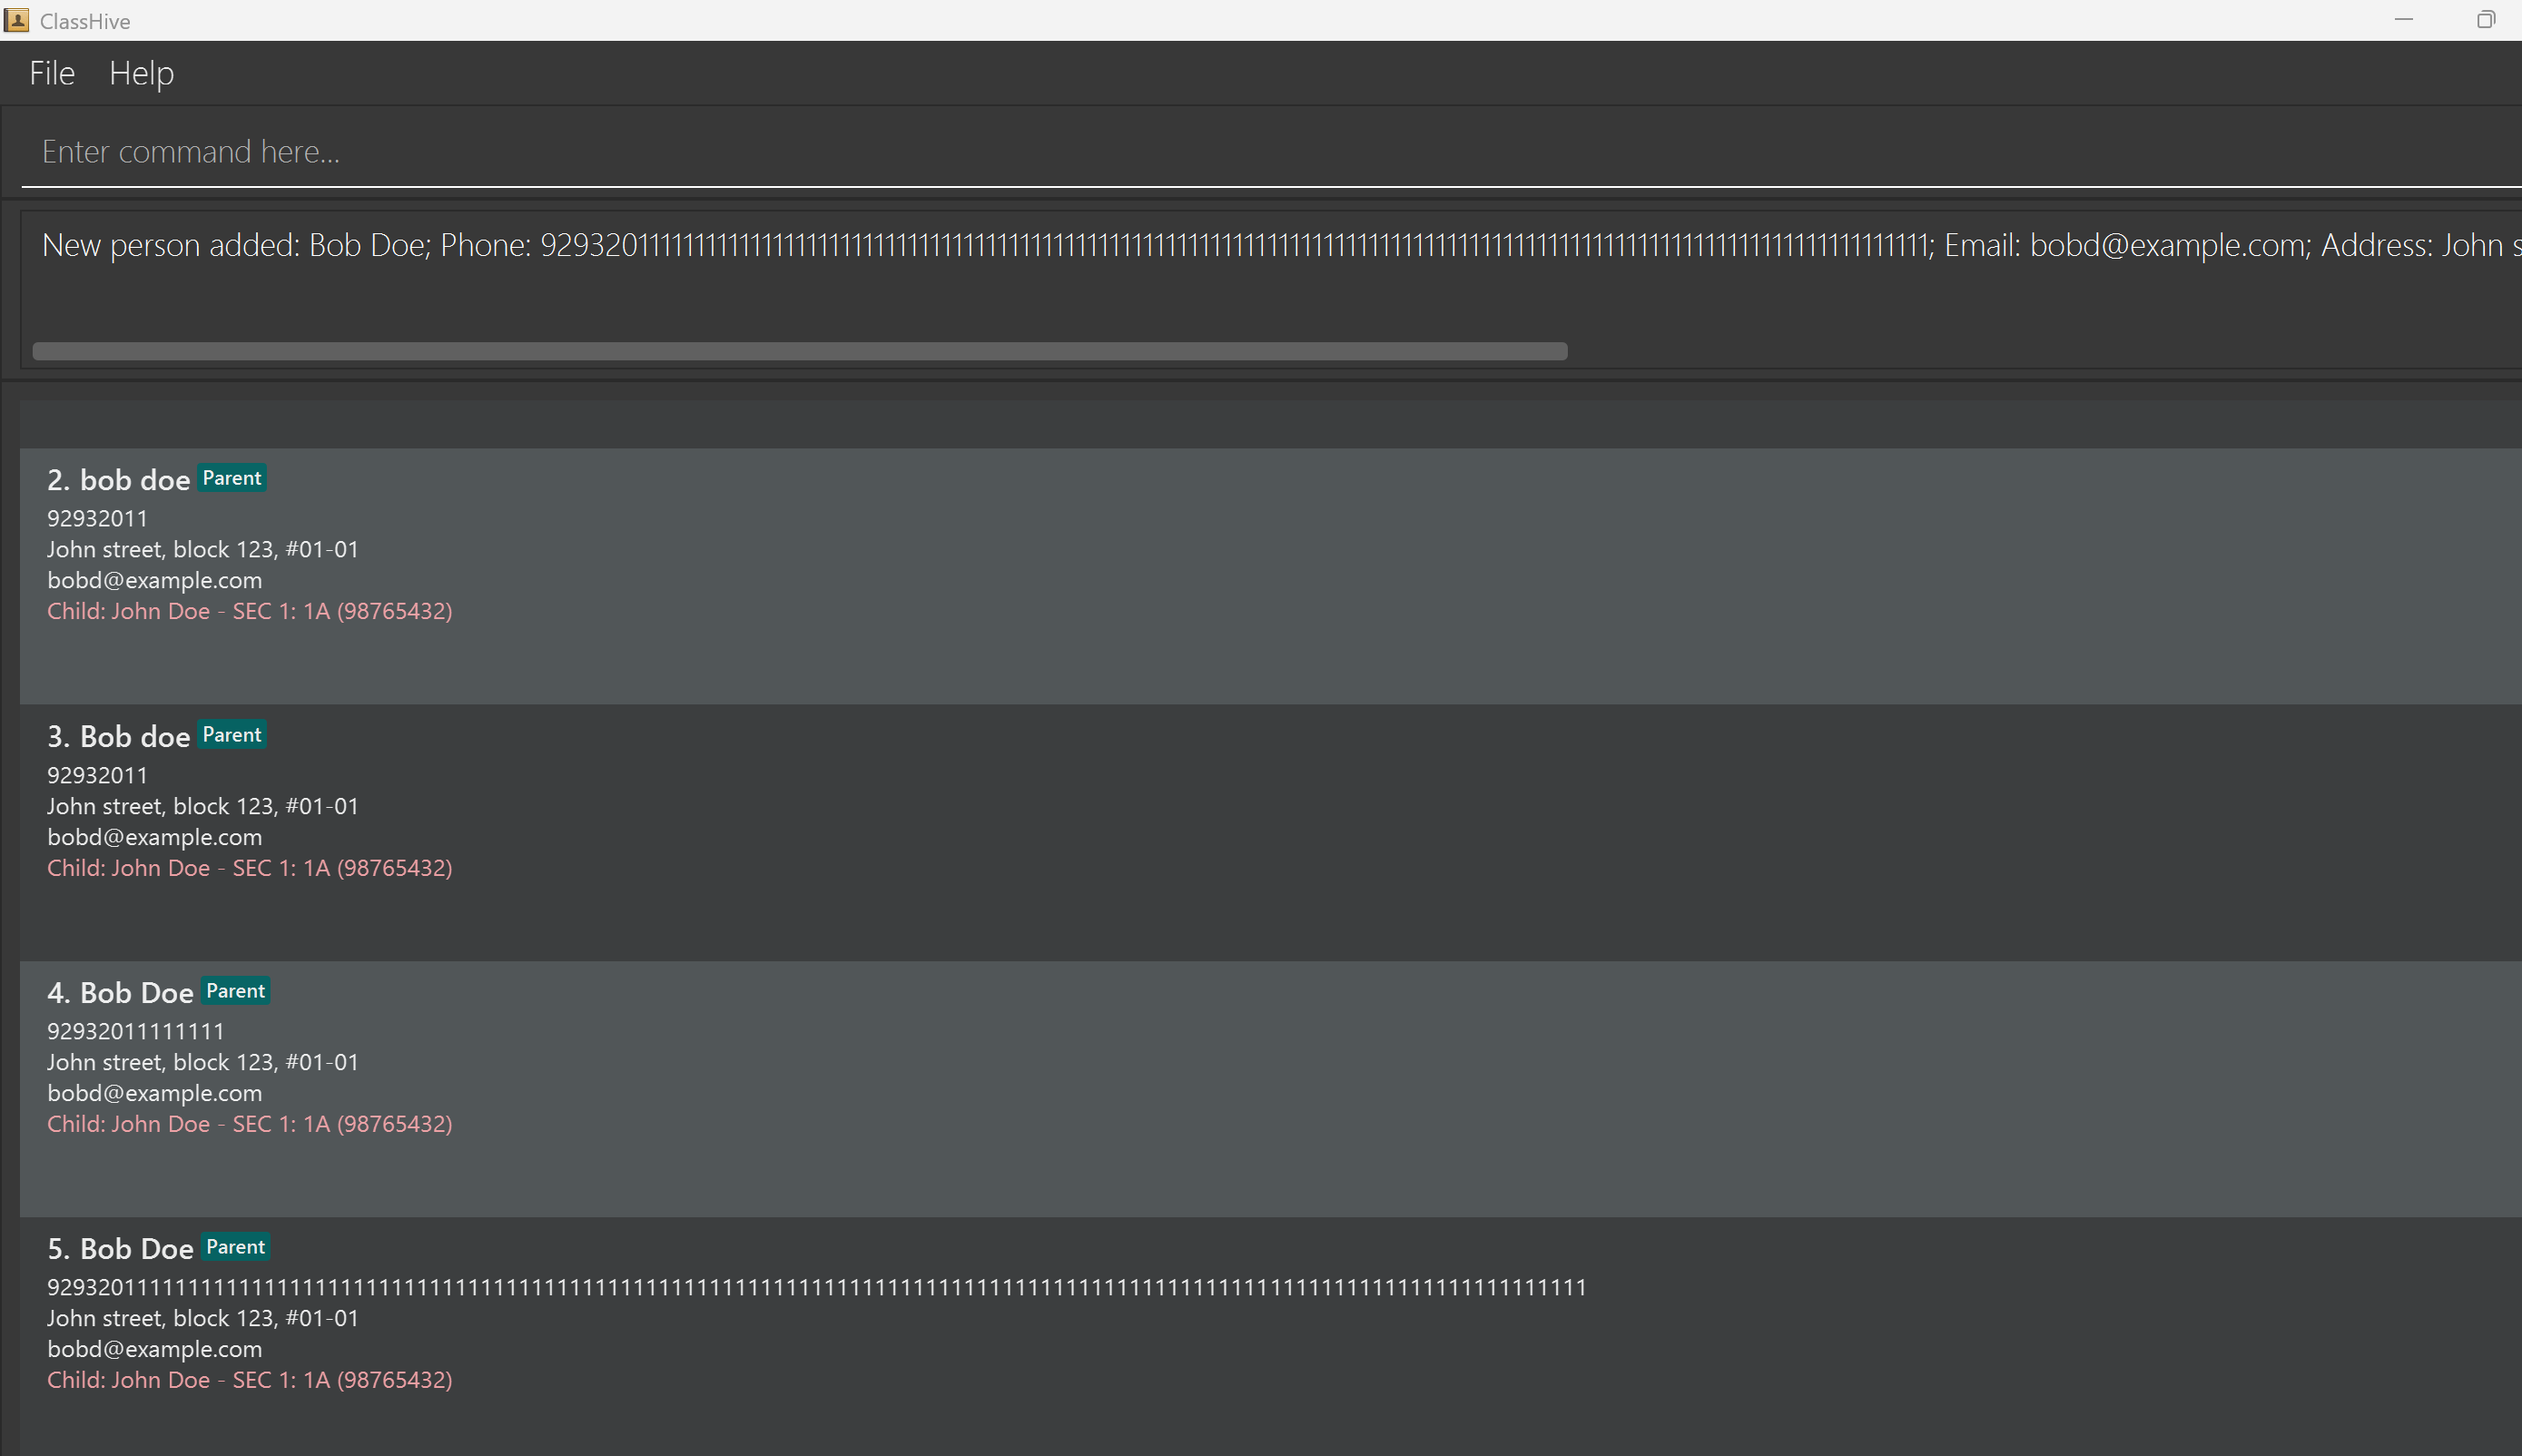 ClassHive
File Help
Enter command here...
New person added: Bob Doe; Phone: 9293201111111111111111111111111111111111111111111111111111111111111111111111111111111111111111111111111111111111111111; Email: bobd@example.com; Address: John s
2. bob doe Parent
92932011
John street, block 123, #01-01
bobd@example.com
Child: John Doe - SEC 1: 1A (98765432)
3. Bob doe Parent
92932011
John street, block 123, #01-01
bobd@example.com
Child: John Doe - SEC 1: 1A (98765432)
4. Bob Doe Parent
92932011111111
John street, block 123, #01-01
bobd@example.com
Child: John Doe - SEC 1: 1A (98765432)
5. Bob Doe Parent
9293201111111111111111111111111111111111111111111111111111111111111111111111111111111111111111111111111111111111111111
John street, block 123, #01-01
bobd@example.com
Child: John Doe - SEC 1: 1A (98765432)